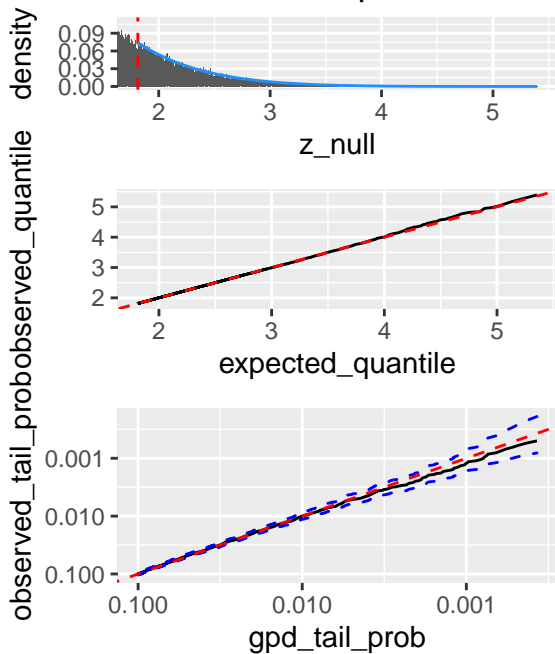 density
0.09
0.06
0.03
0.00
2 3 4 5
z_null
observed_quantile
5
4
3
2
2 3 4 5
expected_quantile
observed_tail_prob
0.001
0.010
0.100
0.100 0.010 0.001
gpd_tail_prob